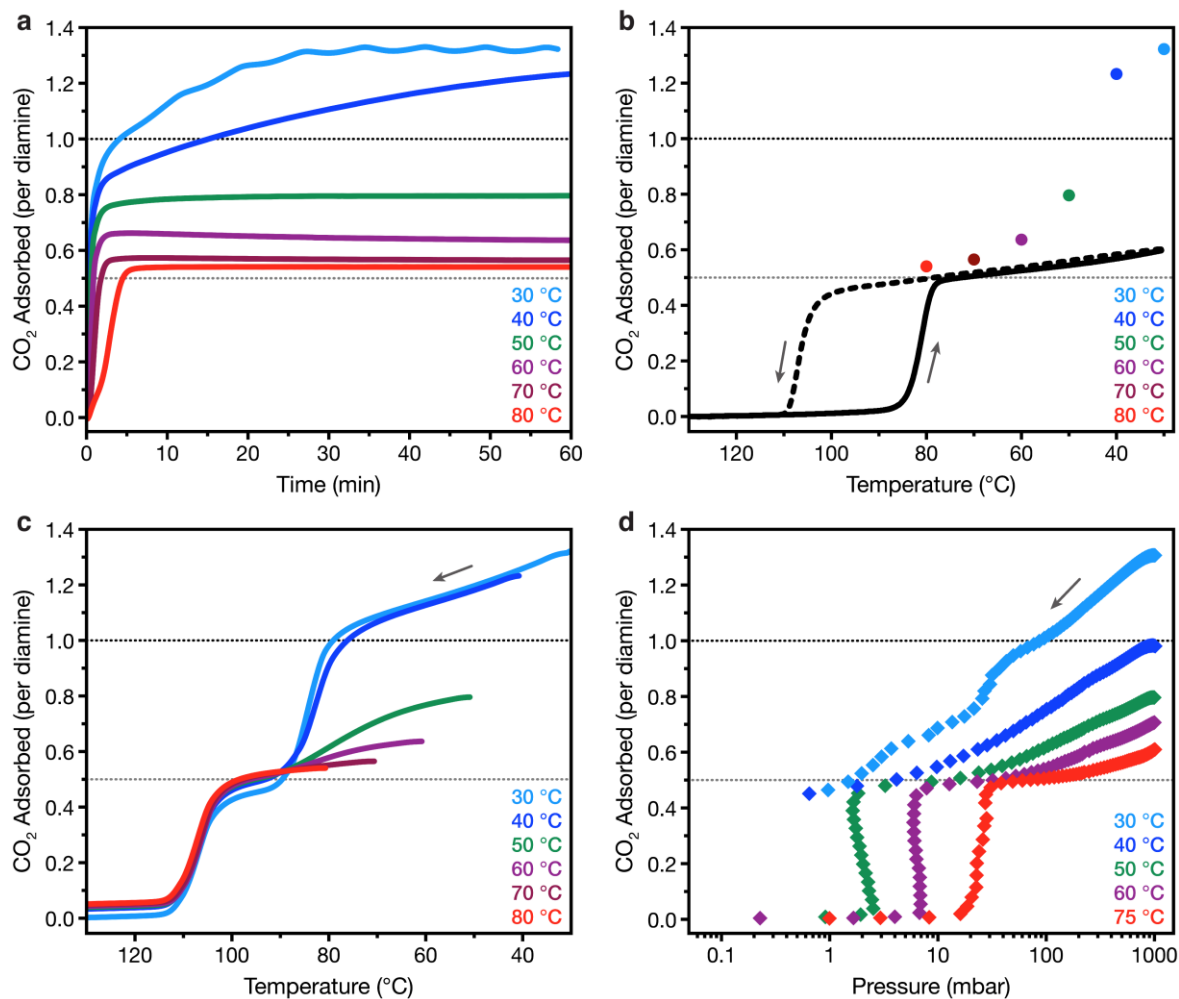 a
1.4
1.2
1.0
0.8
0.6
0.4
0.2
0.0
CO2 Adsorbed (per diamine)
30 °C
40 °C
50 °C
60 °C
70 °C
80 °C
0 10 20 30 40 50 60
Time (min)
b
1.4
1.2
1.0
0.8
0.6
0.4
0.2
0.0
CO2 Adsorbed (per diamine)
30 °C
40 °C
50 °C
60 °C
70 °C
80 °C
120 100 80 60 40
Temperature (°C)
c
1.4
1.2
1.0
0.8
0.6
0.4
0.2
0.0
CO2 Adsorbed (per diamine)
30 °C
40 °C
50 °C
60 °C
70 °C
80 °C
120 100 80 60 40
Temperature (°C)
d
1.4
1.2
1.0
0.8
0.6
0.4
0.2
0.0
CO2 Adsorbed (per diamine)
30 °C
40 °C
50 °C
60 °C
75 °C
0.1 1 10 100 1000
Pressure (mbar)